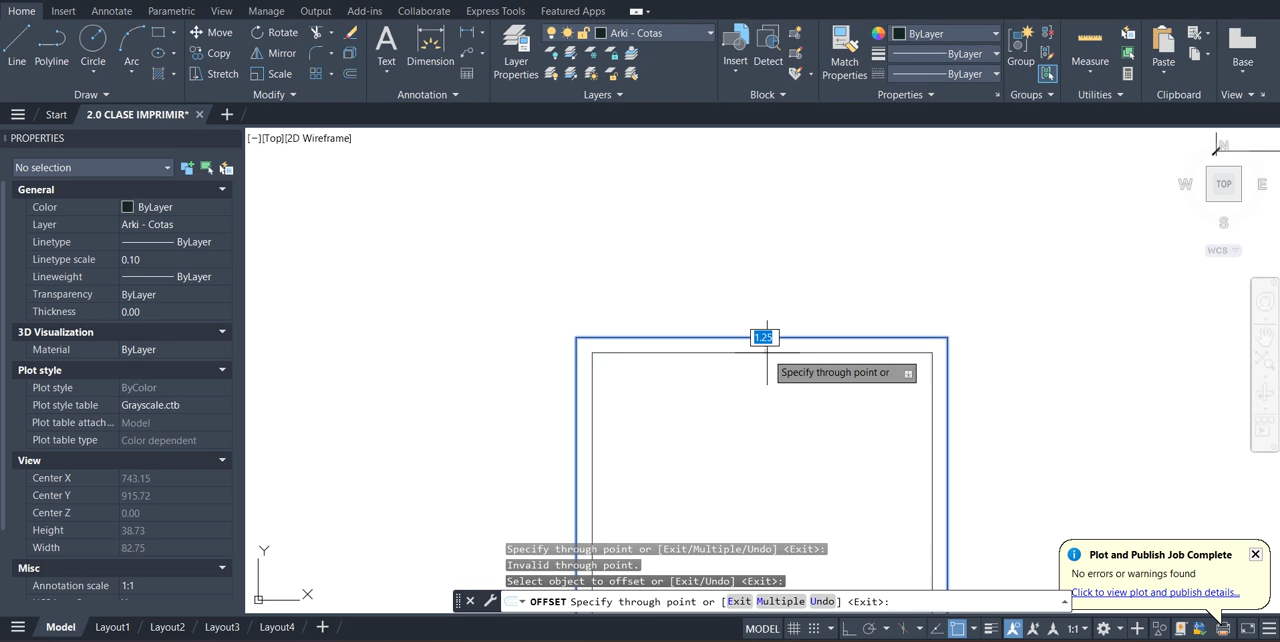 Home Insert Annotate Parametric View Manage Output Add-ins Collaborate Express Tools Featured Apps
Line Polyline Circle Arc
Move Rotate
Copy Mirror
Stretch Scale
Text Dimension
Layer
Properties
Arki - Cotas
Insert Detect
Match
Properties
ByLayer
ByLayer
ByLayer
Group
Measure
Paste
Base
Draw Modify Annotation Layers Block Properties Groups Utilities Clipboard View
Start 2.0 CLASE IMPRIMIR*
PROPERTIES
No selection
General
Color ByLayer
Layer Arki - Cotas
Linetype ByLayer
Linetype scale 0.10
Lineweight ByLayer
Transparency ByLayer
Thickness 0.00
3D Visualization
Material ByLayer
Plot style
Plot style ByColor
Plot style table Grayscale.ctb
Plot table attach... Model
Plot table type Color dependent
View
Center X 743.15
Center Y 915.72
Center Z 0.00
Height 38.73
Width 82.75
Misc
Annotation scale 1:1
[−][Top][2D Wireframe]
N
W TOP E
S
WCS
1.25
Specify through point or
Y
X
Specify through point or [Exit/Multiple/Undo] <Exit>:
Invalid through point.
Select object to offset or [Exit/Undo] <Exit>:
OFFSET Specify through point or [Exit Multiple Undo] <Exit>:
Plot and Publish Job Complete
No errors or warnings found
Click to view plot and publish details...
Model Layout1 Layout2 Layout3 Layout4
MODEL 1:1